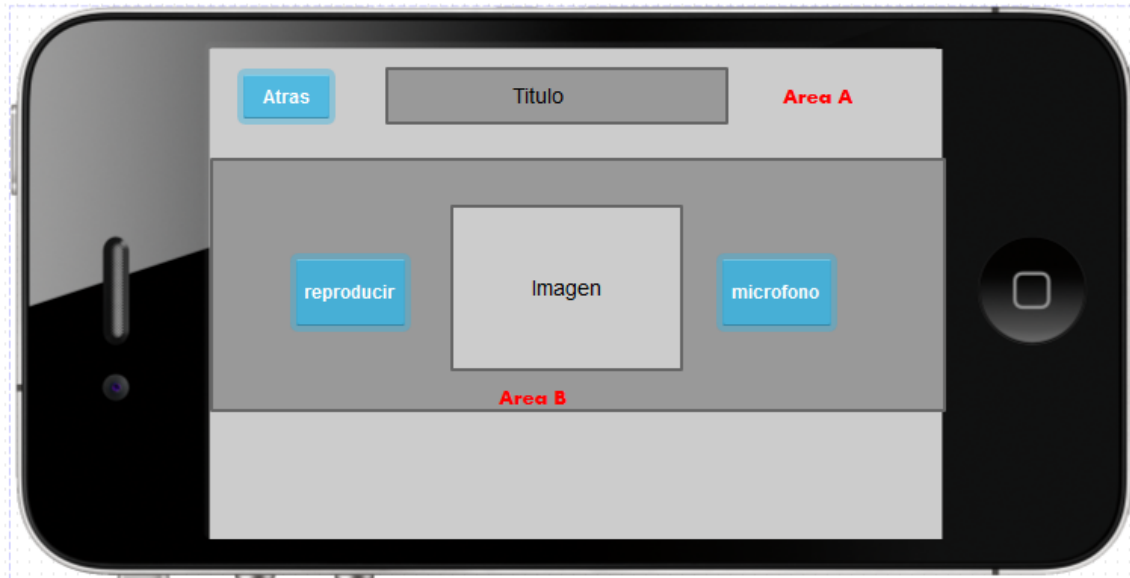 Atras
Titulo
Area A
reproducir
Imagen
microfono
Area B